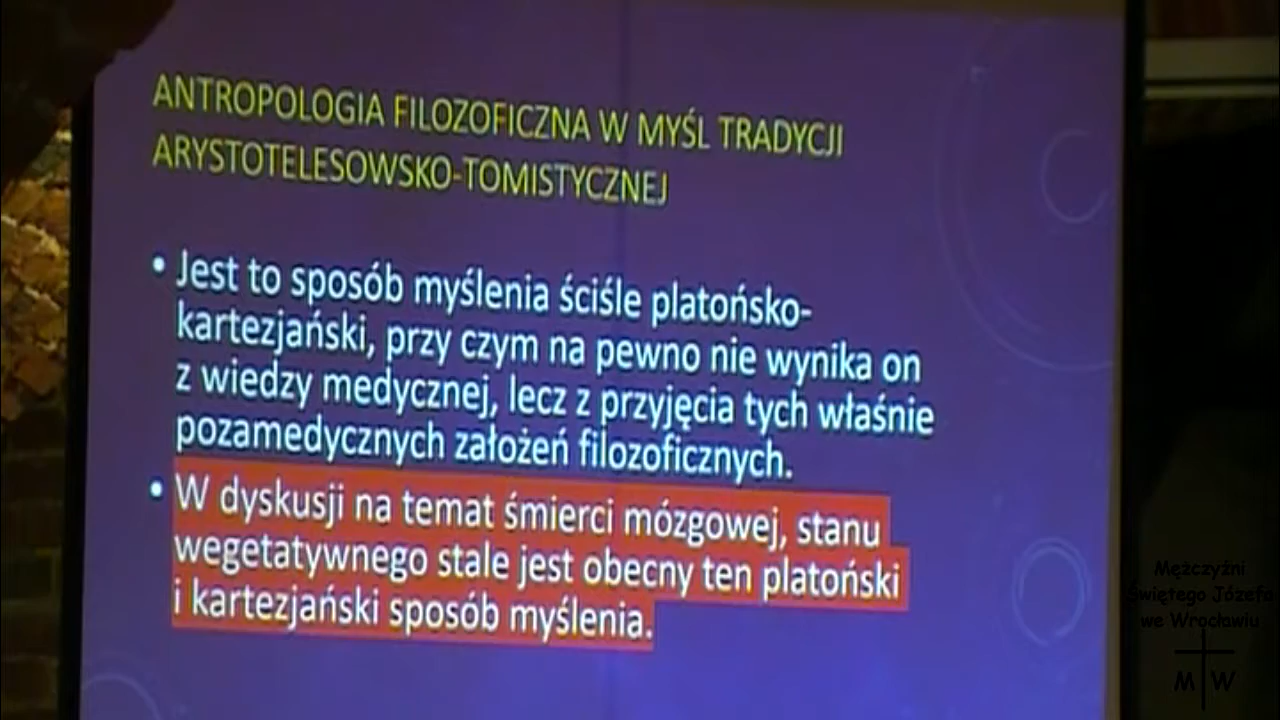 ANTROPOLOGIA FILOZOFICZNA W MYŚL TRADYCJI
ARYSTOTELESOWSKO-TOMISTYCZNEJ
• Jest to sposób myślenia ściśle platońsko-
kartezjański, przy czym na pewno nie wynika on
z wiedzy medycznej, lecz z przyjęcia tych właśnie
pozamedycznych założeń filozoficznych.
• W dyskusji na temat śmierci mózgowej, stanu
wegetatywnego stale jest obecny ten platoński
i kartezjański sposób myślenia.
Mężczyźni
Świętego Józefa
we Wrocławiu
M W